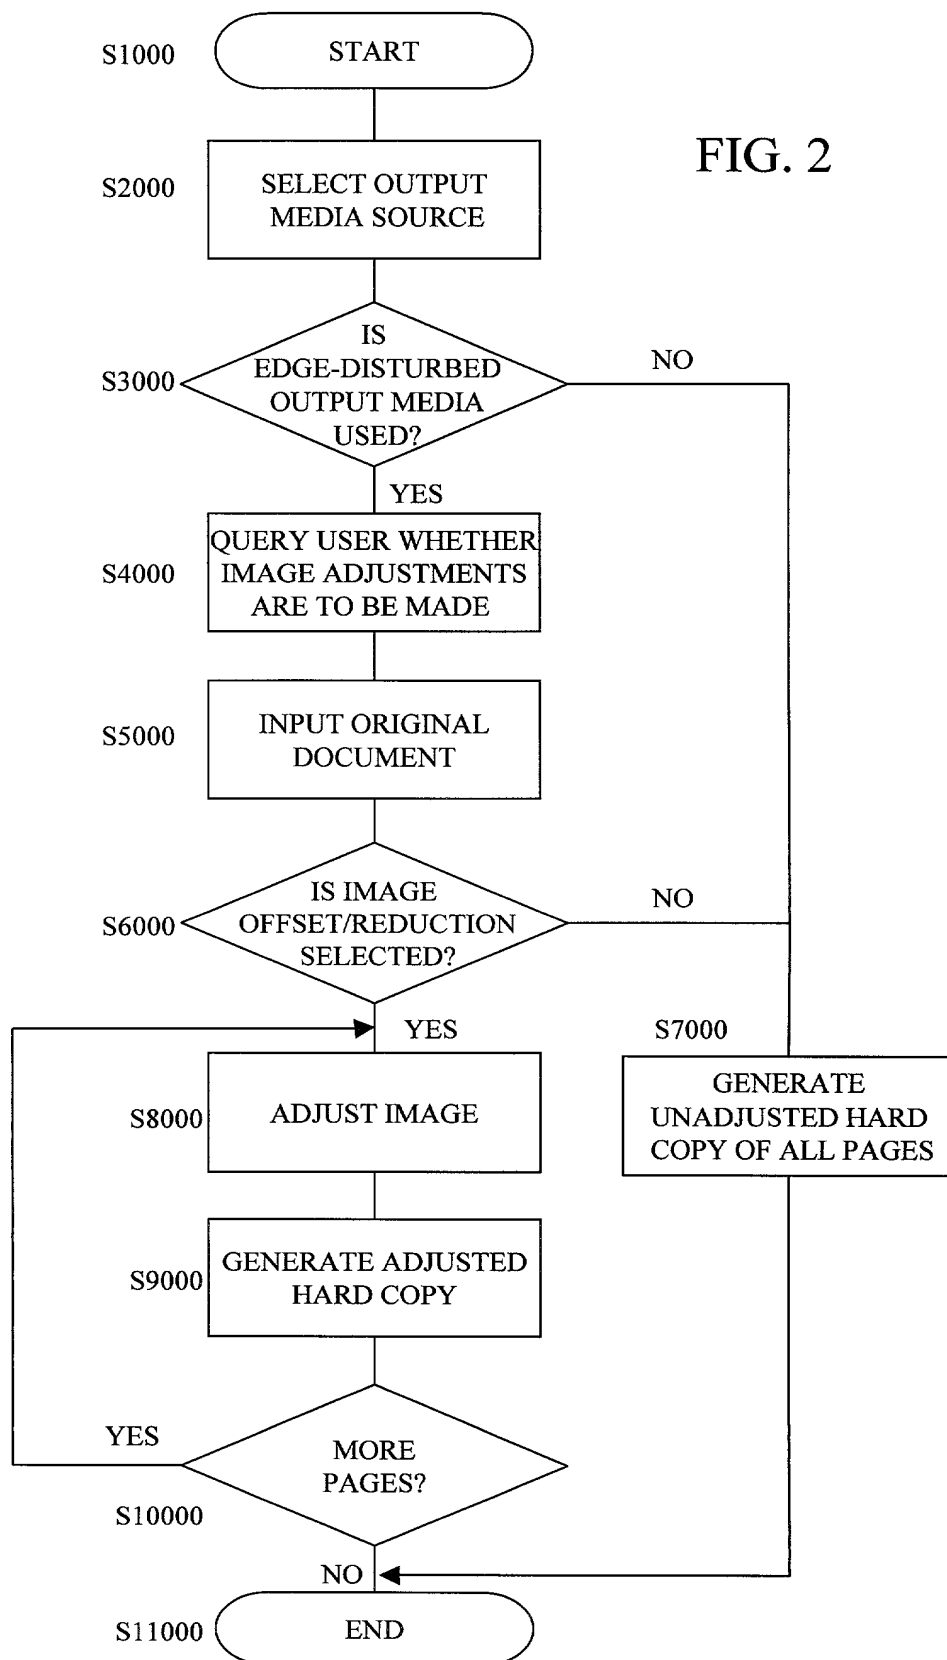 S1000
START
FIG. 2
S2000
SELECT OUTPUT
MEDIA SOURCE
IS
EDGE-DISTURBED
OUTPUT MEDIA
USED?
S3000
NO
YES
S4000
QUERY USER WHETHER
IMAGE ADJUSTMENTS
ARE TO BE MADE
S5000
INPUT ORIGINAL
DOCUMENT
S6000
IS IMAGE
OFFSET/REDUCTION
SELECTED?
NO
YES
S7000
GENERATE
UNADJUSTED HARD
COPY OF ALL PAGES
S8000
ADJUST IMAGE
S9000
GENERATE ADJUSTED
HARD COPY
YES
MORE
PAGES?
S10000
NO
S11000
END